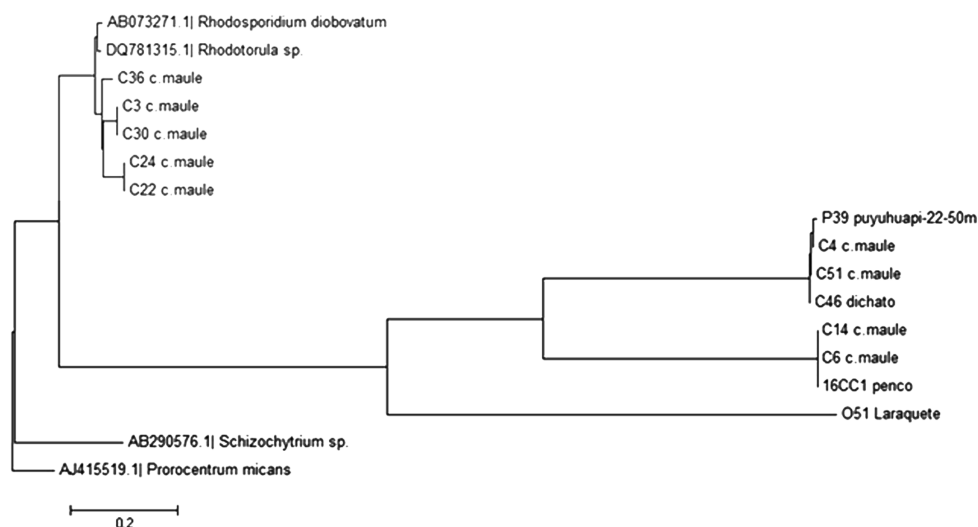 AB073271.1| Rhodosporidium diobovatum
DQ781315.1| Rhodotorula sp.
C36 c.maule
C3 c.maule
C30 c.maule
C24 c.maule
C22 c.maule
P39 puyuhuapi-22-50m
C4 c.maule
C51 c.maule
C46 dichato
C14 c.maule
C6 c.maule
16CC1 penco
O51 Laraquete
AB290576.1| Schizochytrium sp.
AJ415519.1| Prorocentrum micans
0.2